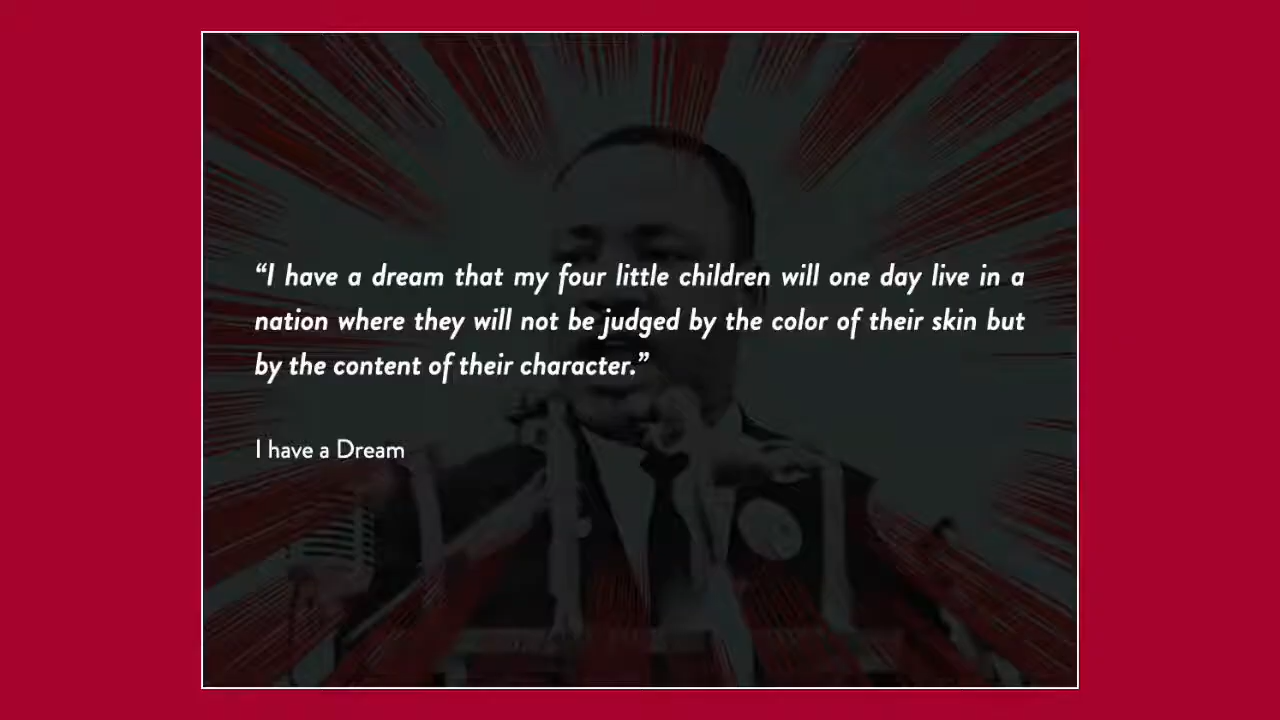 “I have a dream that my four little children will one day live in a
nation where they will not be judged by the color of their skin but
by the content of their character.”
I have a Dream